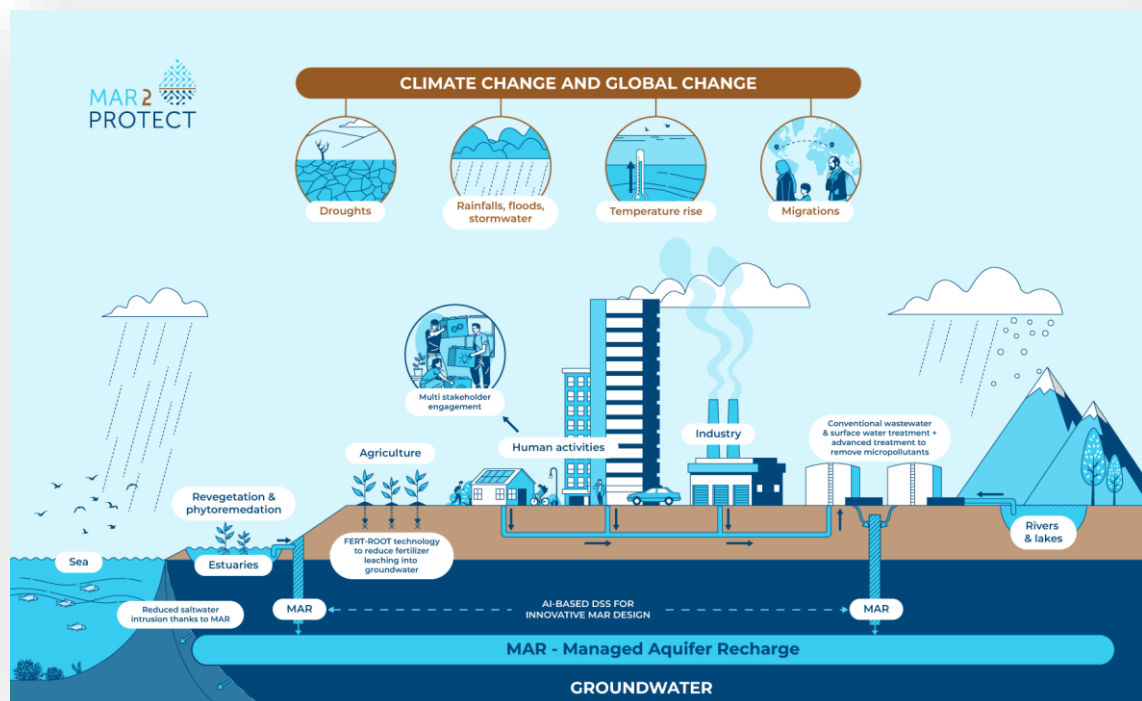 MAR 2
PROTECT
CLIMATE CHANGE AND GLOBAL CHANGE
Droughts
Rainfalls, floods,
stormwater
Temperature rise
Migrations
Multi stakeholder
engagement
Human activities
Industry
Conventional wastewater
& surface water treatment +
advanced treatment to
remove micropollutants
Agriculture
Revegetation &
phytoremedation
FERT-ROOT technology
to reduce fertilizer
leaching into
groundwater
Rivers
& lakes
Sea
Estuaries
Reduced saltwater
intrusion thanks to MAR
MAR
AI-BASED DSS FOR
INNOVATIVE MAR DESIGN
MAR
MAR - Managed Aquifer Recharge
GROUNDWATER